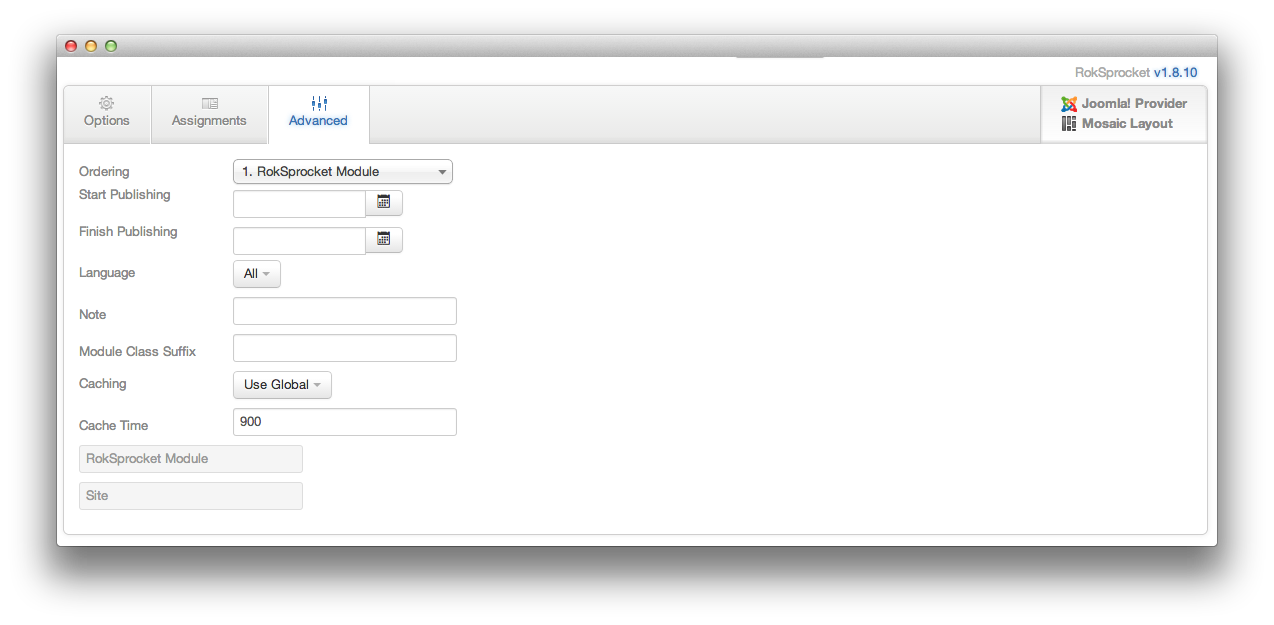 RokSprocket v1.8.10
Options
Assignments
Advanced
Joomla! Provider
Mosaic Layout
Ordering
1. RokSprocket Module
Start Publishing
Finish Publishing
Language
All
Note
Module Class Suffix
Caching
Use Global
Cache Time
900
RokSprocket Module
Site